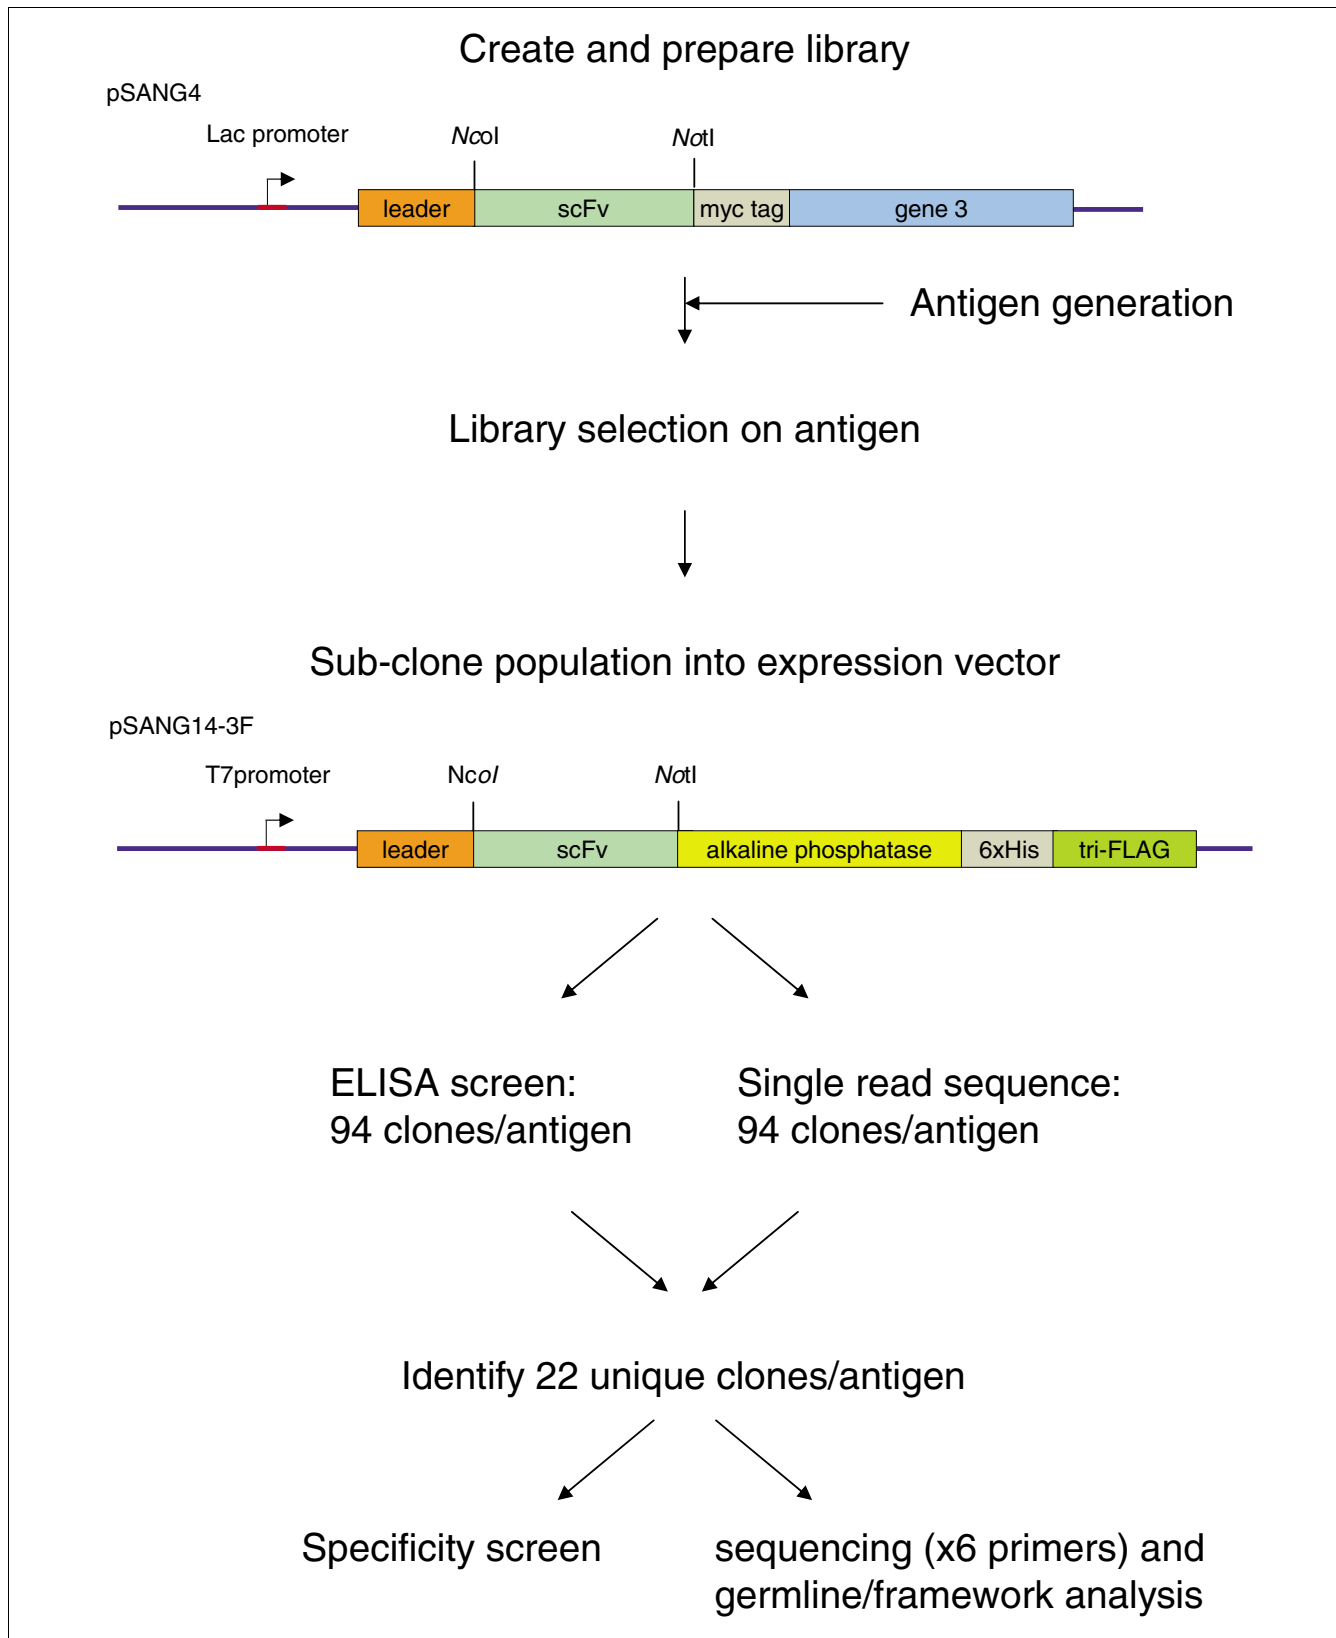 Create and prepare library
pSANG4
Lac promoter
NcoI
NotI
leader
scFv
myc tag
gene 3
Antigen generation
Library selection on antigen
Sub-clone population into expression vector
pSANG14-3F
T7promoter
NcoI
NotI
leader
scFv
alkaline phosphatase
6xHis
tri-FLAG
ELISA screen:
94 clones/antigen
Single read sequence:
94 clones/antigen
Identify 22 unique clones/antigen
Specificity screen
sequencing (x6 primers) and
germline/framework analysis